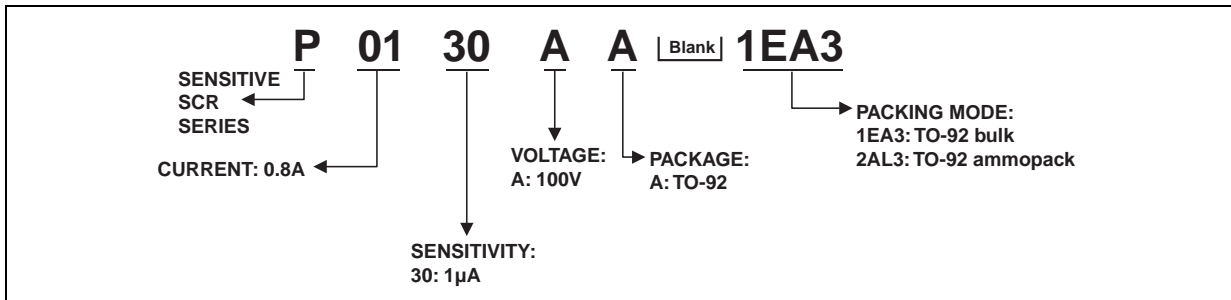 P 01 30 A A Blank 1EA3
SENSITIVE
SCR
SERIES
CURRENT: 0.8A
SENSITIVITY:
30: 1µA
VOLTAGE:
A: 100V
PACKAGE:
A: TO-92
PACKING MODE:
1EA3: TO-92 bulk
2AL3: TO-92 ammopack